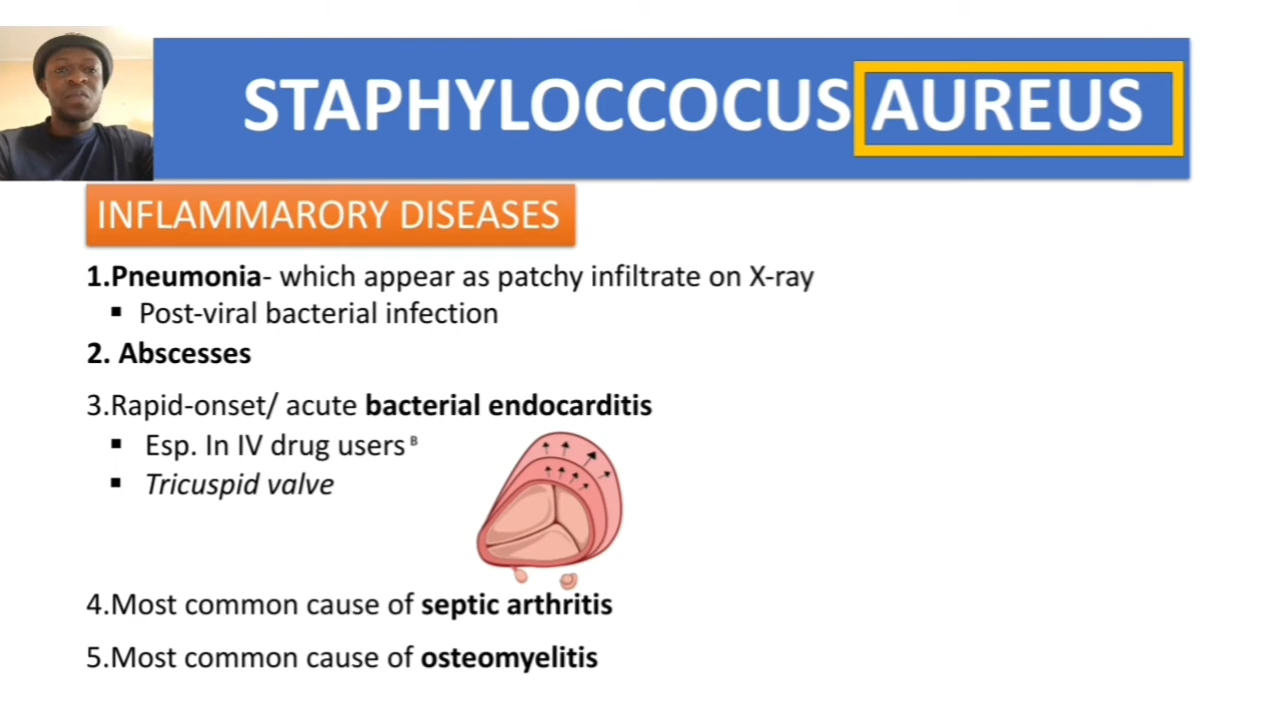 STAPHYLOCCOCUS AUREUS
INFLAMMARORY DISEASES
1.Pneumonia- which appear as patchy infiltrate on X-ray
▪ Post-viral bacterial infection
2. Abscesses
3.Rapid-onset/ acute bacterial endocarditis
▪ Esp. In IV drug users B
▪ Tricuspid valve
4.Most common cause of septic arthritis
5.Most common cause of osteomyelitis